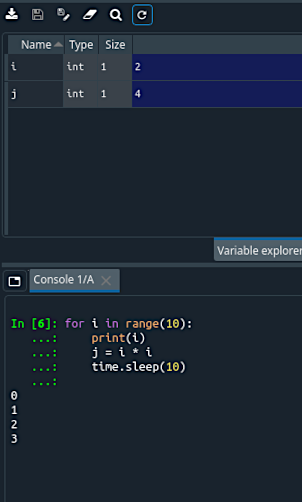 Name Type Size
i int 1 2
j int 1 4
Variable explorer
Console 1/A
In [6]: for i in range(10):
...:     print(i)
...:     j = i * i
...:     time.sleep(10)
...:
0
1
2
3